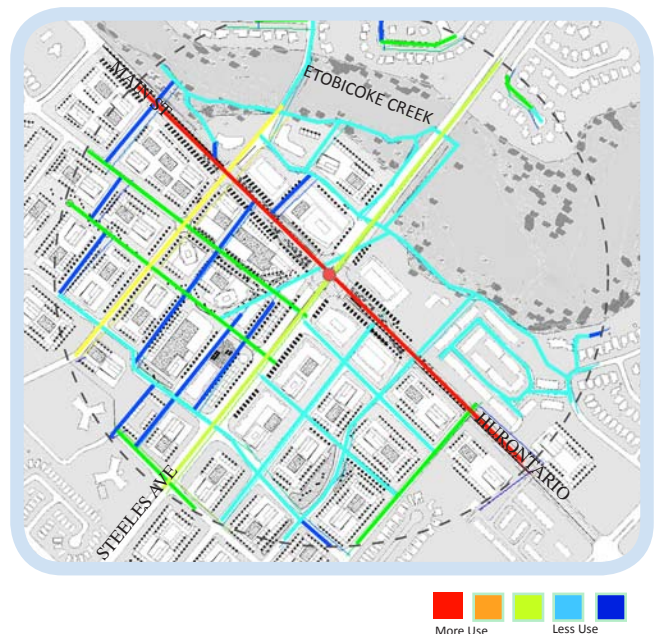 MAIN ST
ETOBICOKE CREEK
HURONTARIO
STEELES AVE
More Use
Less Use